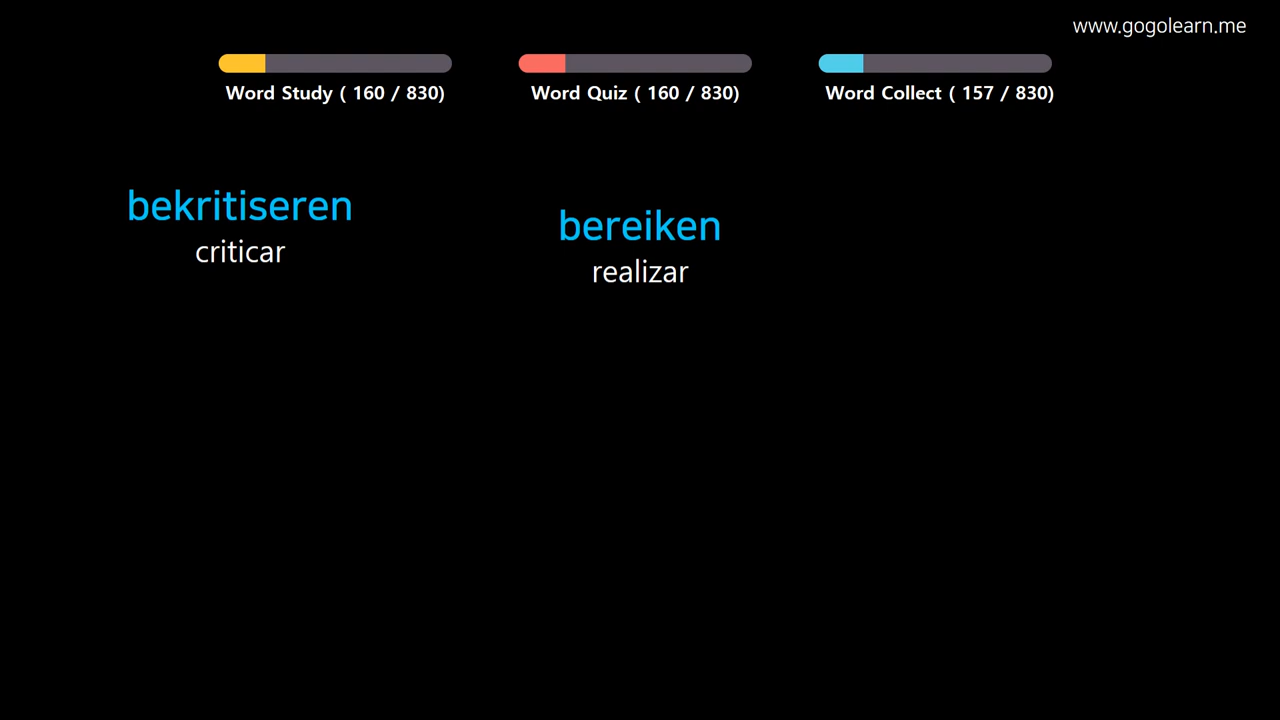 www.gogolearn.me
Word Study ( 160 / 830)
Word Quiz ( 160 / 830)
Word Collect ( 157 / 830)
bekritiseren
criticar
bereiken
realizar